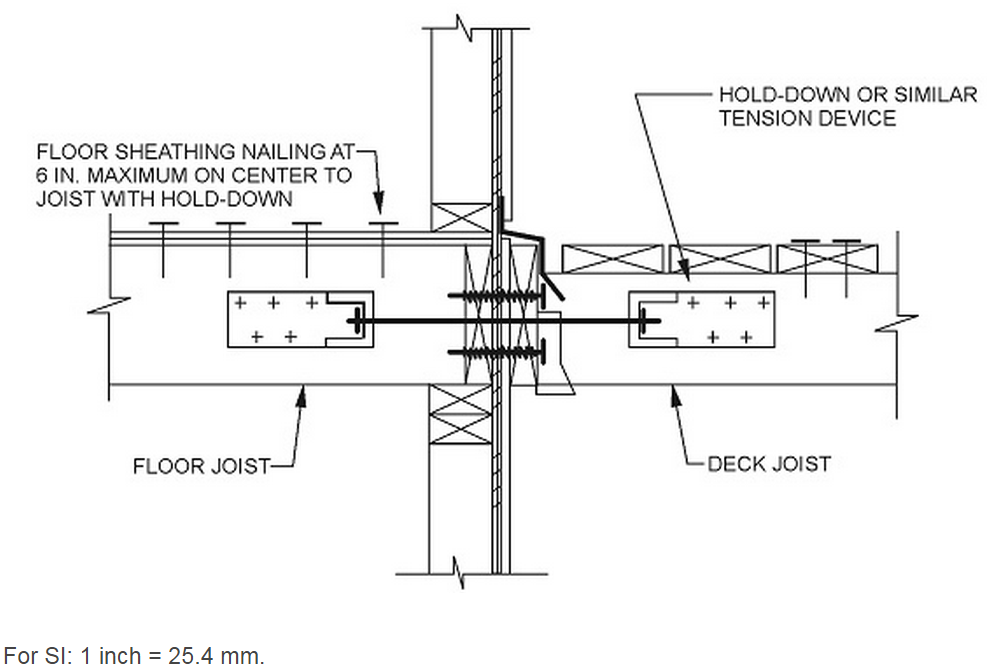 HOLD-DOWN OR SIMILAR
TENSION DEVICE
FLOOR SHEATHING NAILING AT
6 IN. MAXIMUM ON CENTER TO
JOIST WITH HOLD-DOWN
FLOOR JOIST
DECK JOIST
For SI: 1 inch = 25.4 mm.